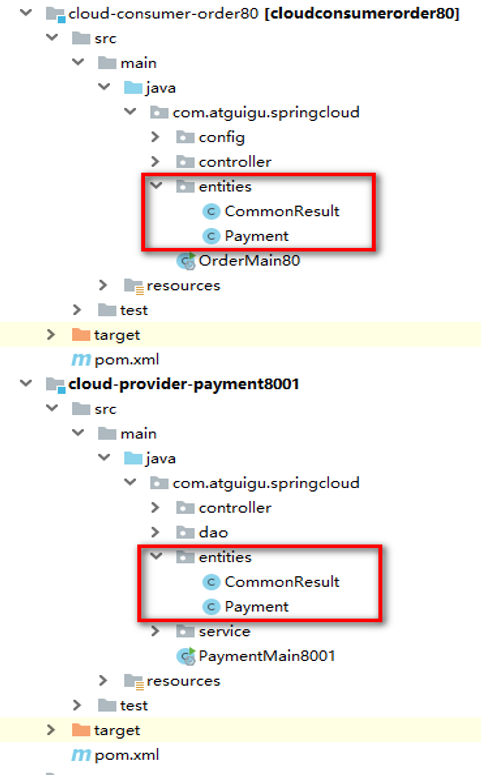 cloud-consumer-order80 [cloudconsumerorder80]
src
main
java
com.atguigu.springcloud
config
controller
entities
CommonResult
Payment
OrderMain80
resources
test
target
pom.xml
cloud-provider-payment8001
src
main
java
com.atguigu.springcloud
controller
dao
entities
CommonResult
Payment
service
PaymentMain8001
resources
test
target
pom.xml